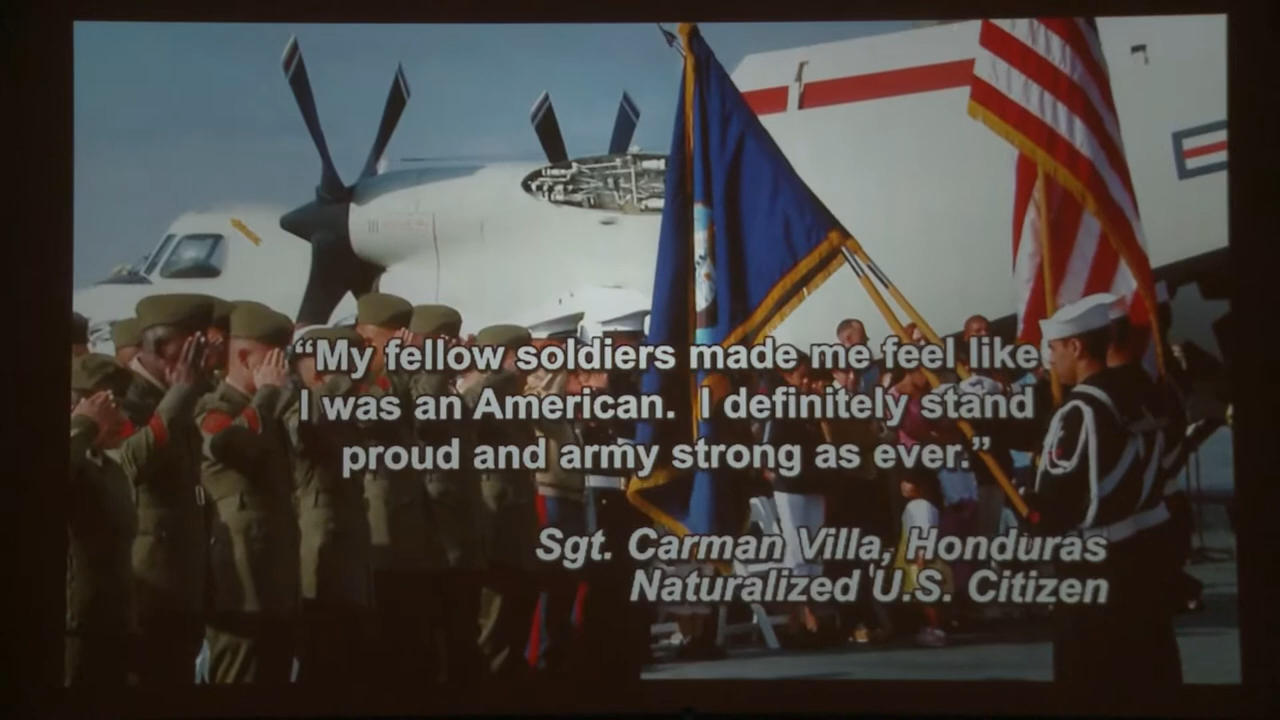 “My fellow soldiers made me feel like
I was an American. I definitely stand
proud and army strong as ever.”
Sgt. Carman Villa, Honduras
Naturalized U.S. Citizen